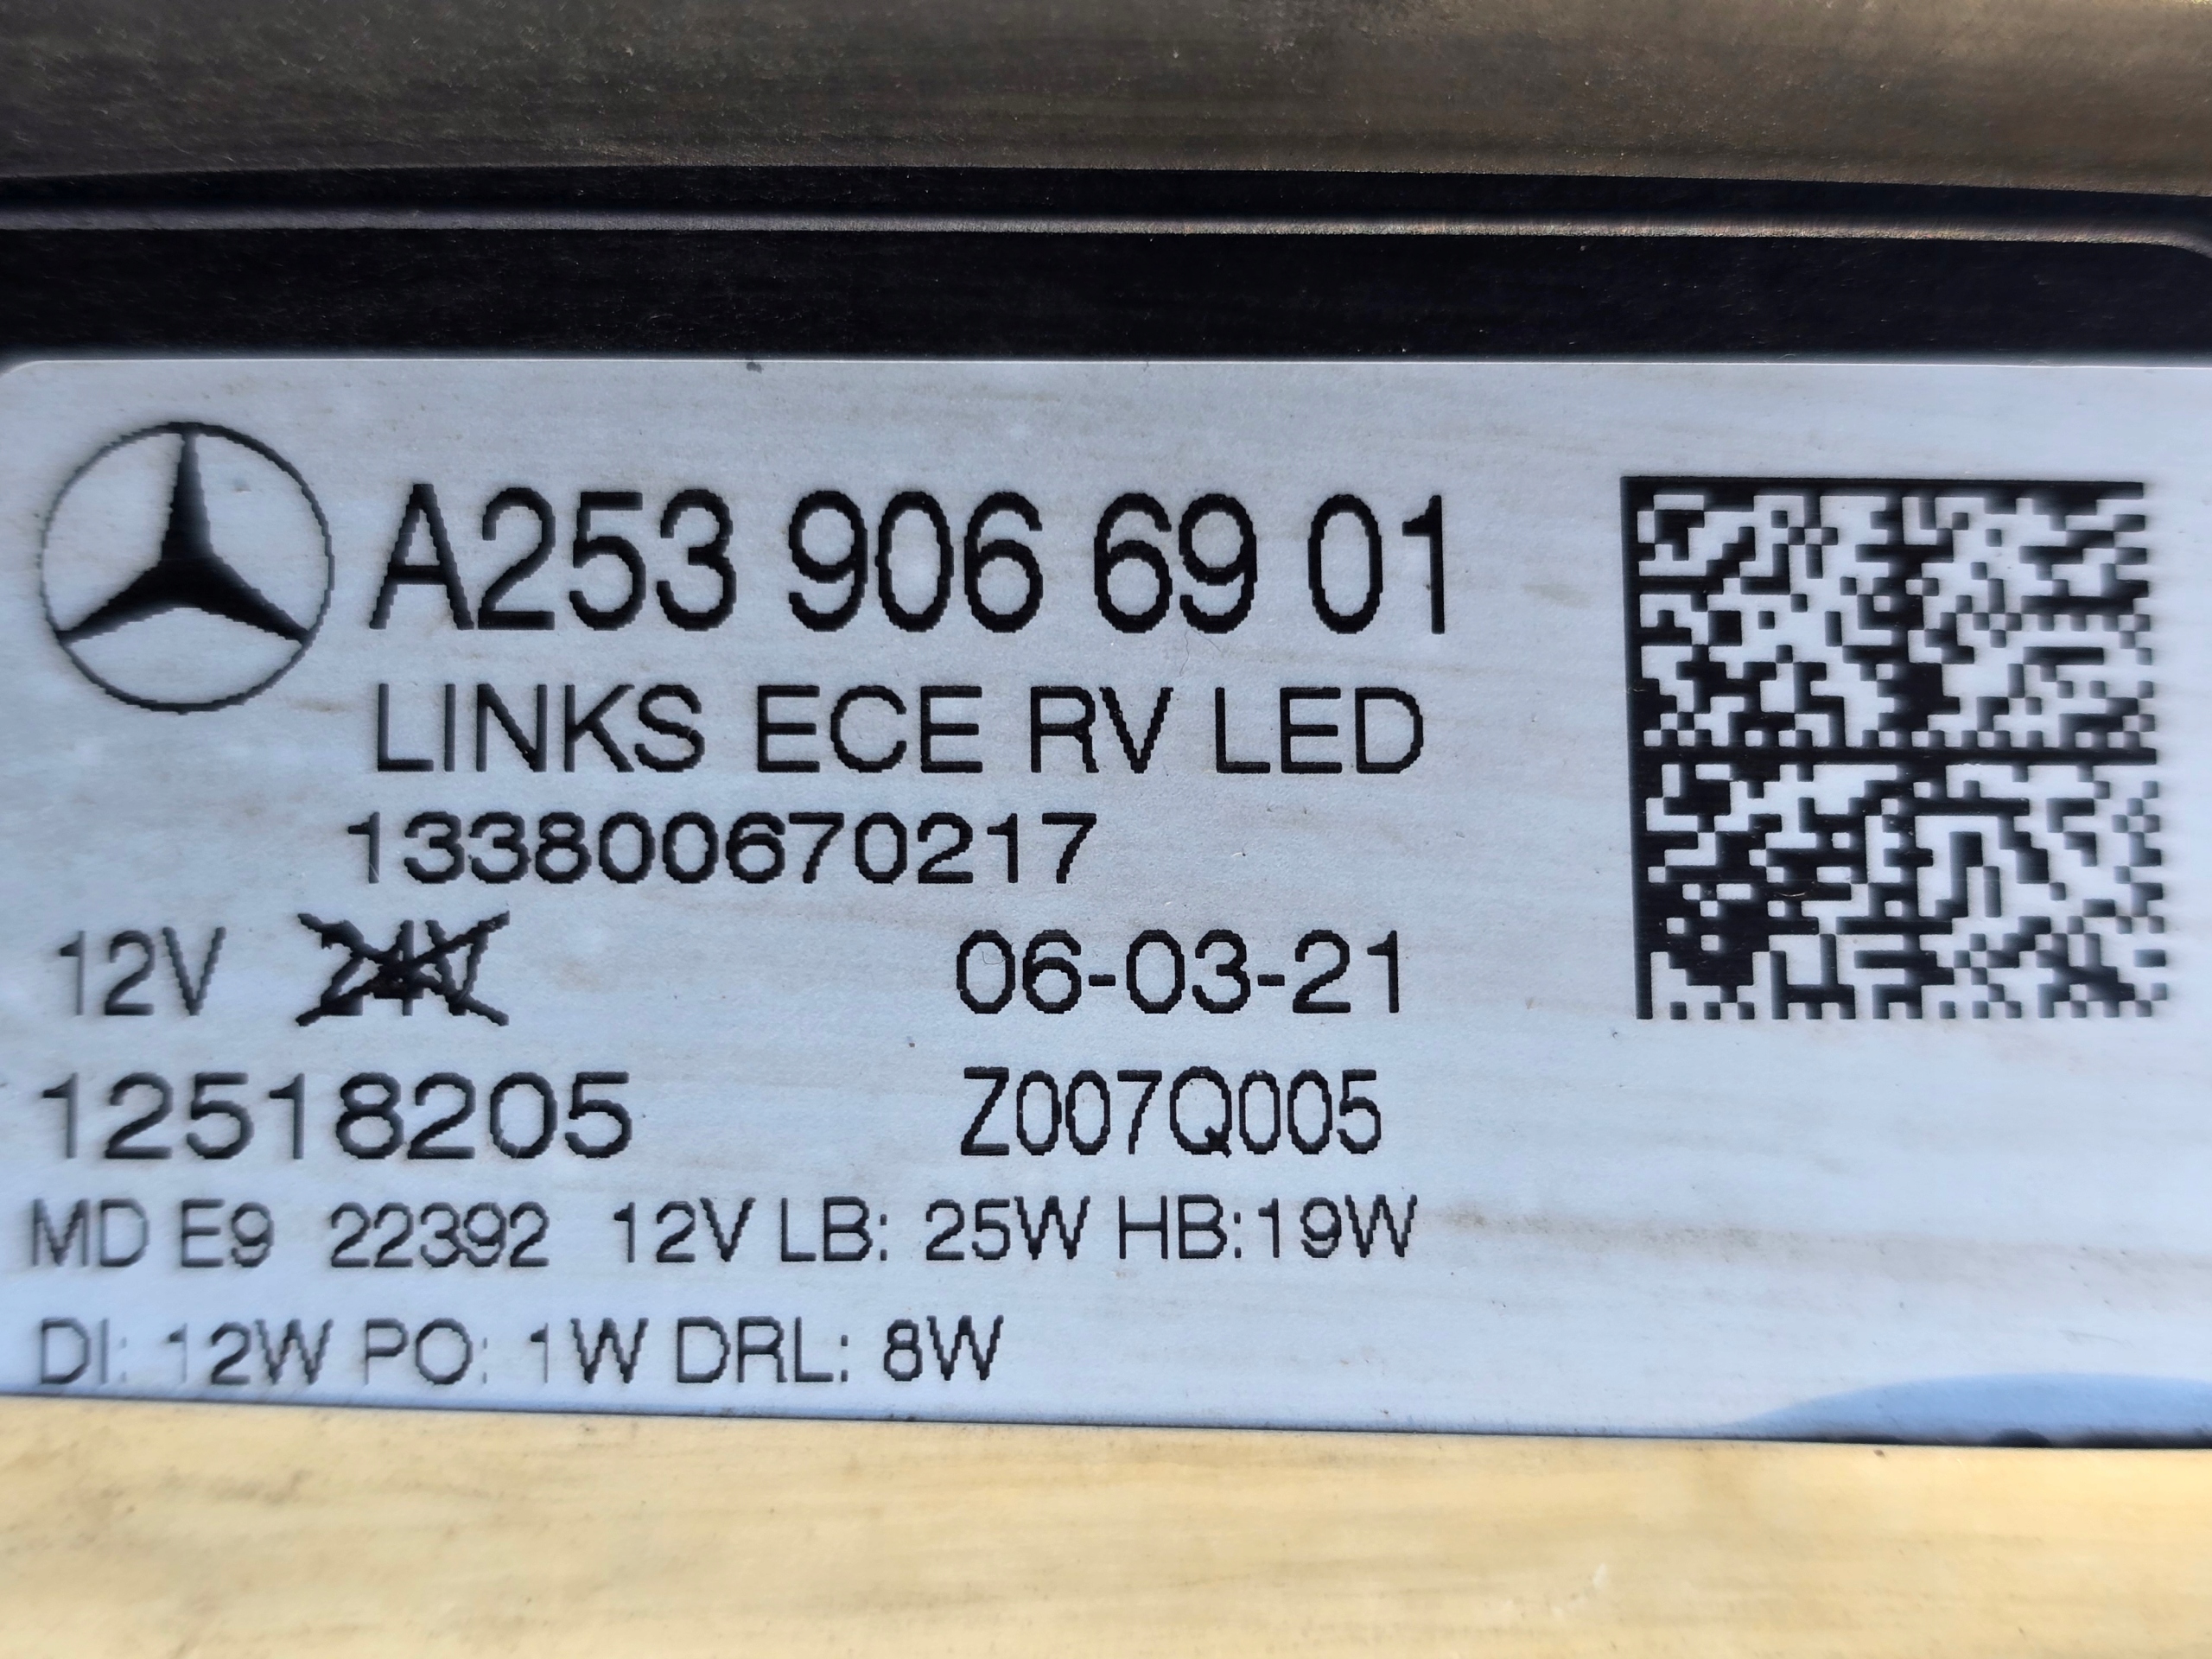 A253 906 69 01
LINKS ECE RV LED
133800670217
12V 24V 06-03-21
12518205 Z007Q005
MD E9 22392 12V LB: 25W HB:19W
DI: 12W PO: 1W DRL: 8W